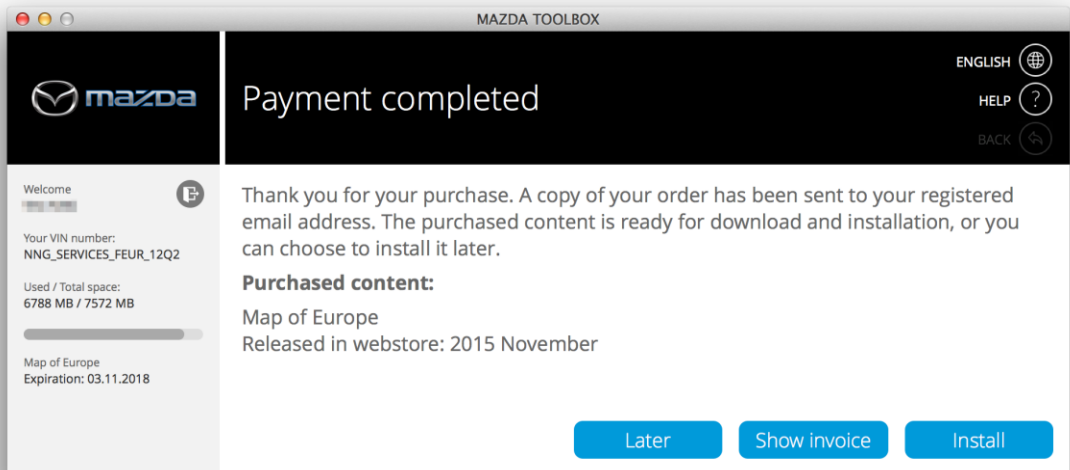 MAZDA TOOLBOX
mazda
Payment completed
ENGLISH
HELP
BACK
Welcome
Your VIN number:
NNG_SERVICES_FEUR_12Q2
Used / Total space:
6788 MB / 7572 MB
Map of Europe
Expiration: 03.11.2018
Thank you for your purchase. A copy of your order has been sent to your registered
email address. The purchased content is ready for download and installation, or you
can choose to install it later.
Purchased content:
Map of Europe
Released in webstore: 2015 November
Later
Show invoice
Install